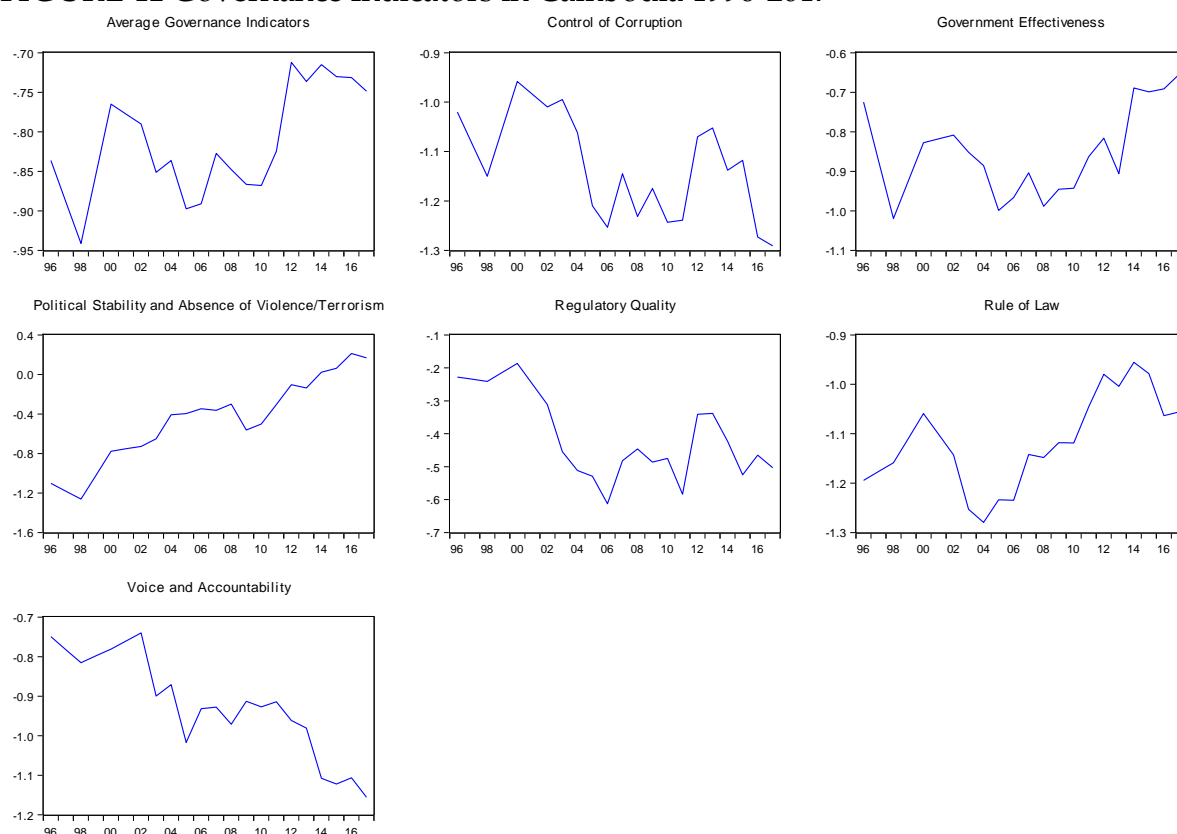 Governance Indicators in Cambodia
Average Governance Indicators
-.70
-.75
-.80
-.85
-.90
-.95
96 98 00 02 04 06 08 10 12 14 16
Control of Corruption
-0.9
-1.0
-1.1
-1.2
-1.3
96 98 00 02 04 06 08 10 12 14 16
Government Effectiveness
-0.6
-0.7
-0.8
-0.9
-1.0
-1.1
96 98 00 02 04 06 08 10 12 14 16
Political Stability and Absence of Violence/Terrorism
0.4
0.0
-0.4
-0.8
-1.2
-1.6
96 98 00 02 04 06 08 10 12 14 16
Regulatory Quality
-.1
-.2
-.3
-.4
-.5
-.6
-.7
96 98 00 02 04 06 08 10 12 14 16
Rule of Law
-0.9
-1.0
-1.1
-1.2
-1.3
96 98 00 02 04 06 08 10 12 14 16
Voice and Accountability
-0.7
-0.8
-0.9
-1.0
-1.1
-1.2
96 98 00 02 04 06 08 10 12 14 16